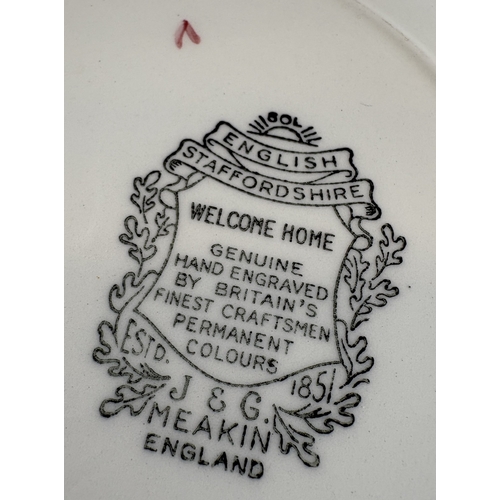 SOL
ENGLISH
STAFFORDSHIRE
WELCOME HOME
GENUINE
HAND ENGRAVED
BY BRITAIN'S
FINEST CRAFTSMEN
PERMANENT
COLOURS
ESTD. 1851
J & G.
MEAKIN
ENGLAND